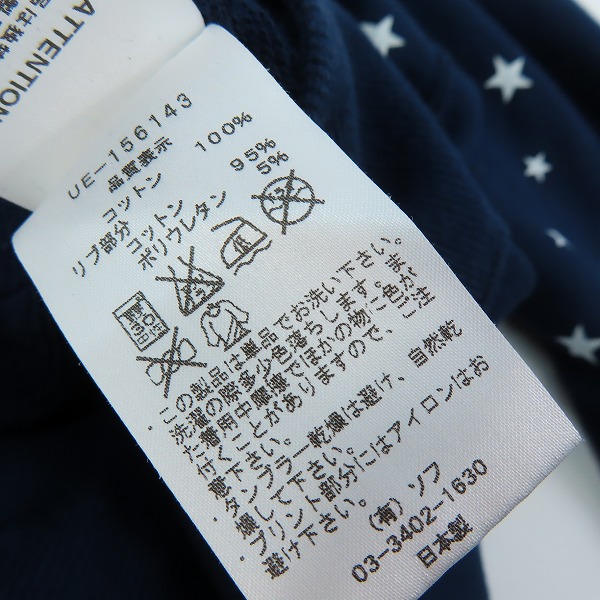 ATTENTION
UE-156143
品質表示
コットン 100%
リブ部分
コットン 95%
ポリウレタン 5%
・この製品は単品でお洗い下さい。
洗濯の際多少色落ちします。ま
た着用中摩擦でほかの物に色が
付くことがありますので、ご注
意下さい。
・タンブラー乾燥は避け、自然乾
燥して下さい。
・プリント部分にはアイロンはお
避け下さい。
(有) ソフ
03-3402-1630
日本製